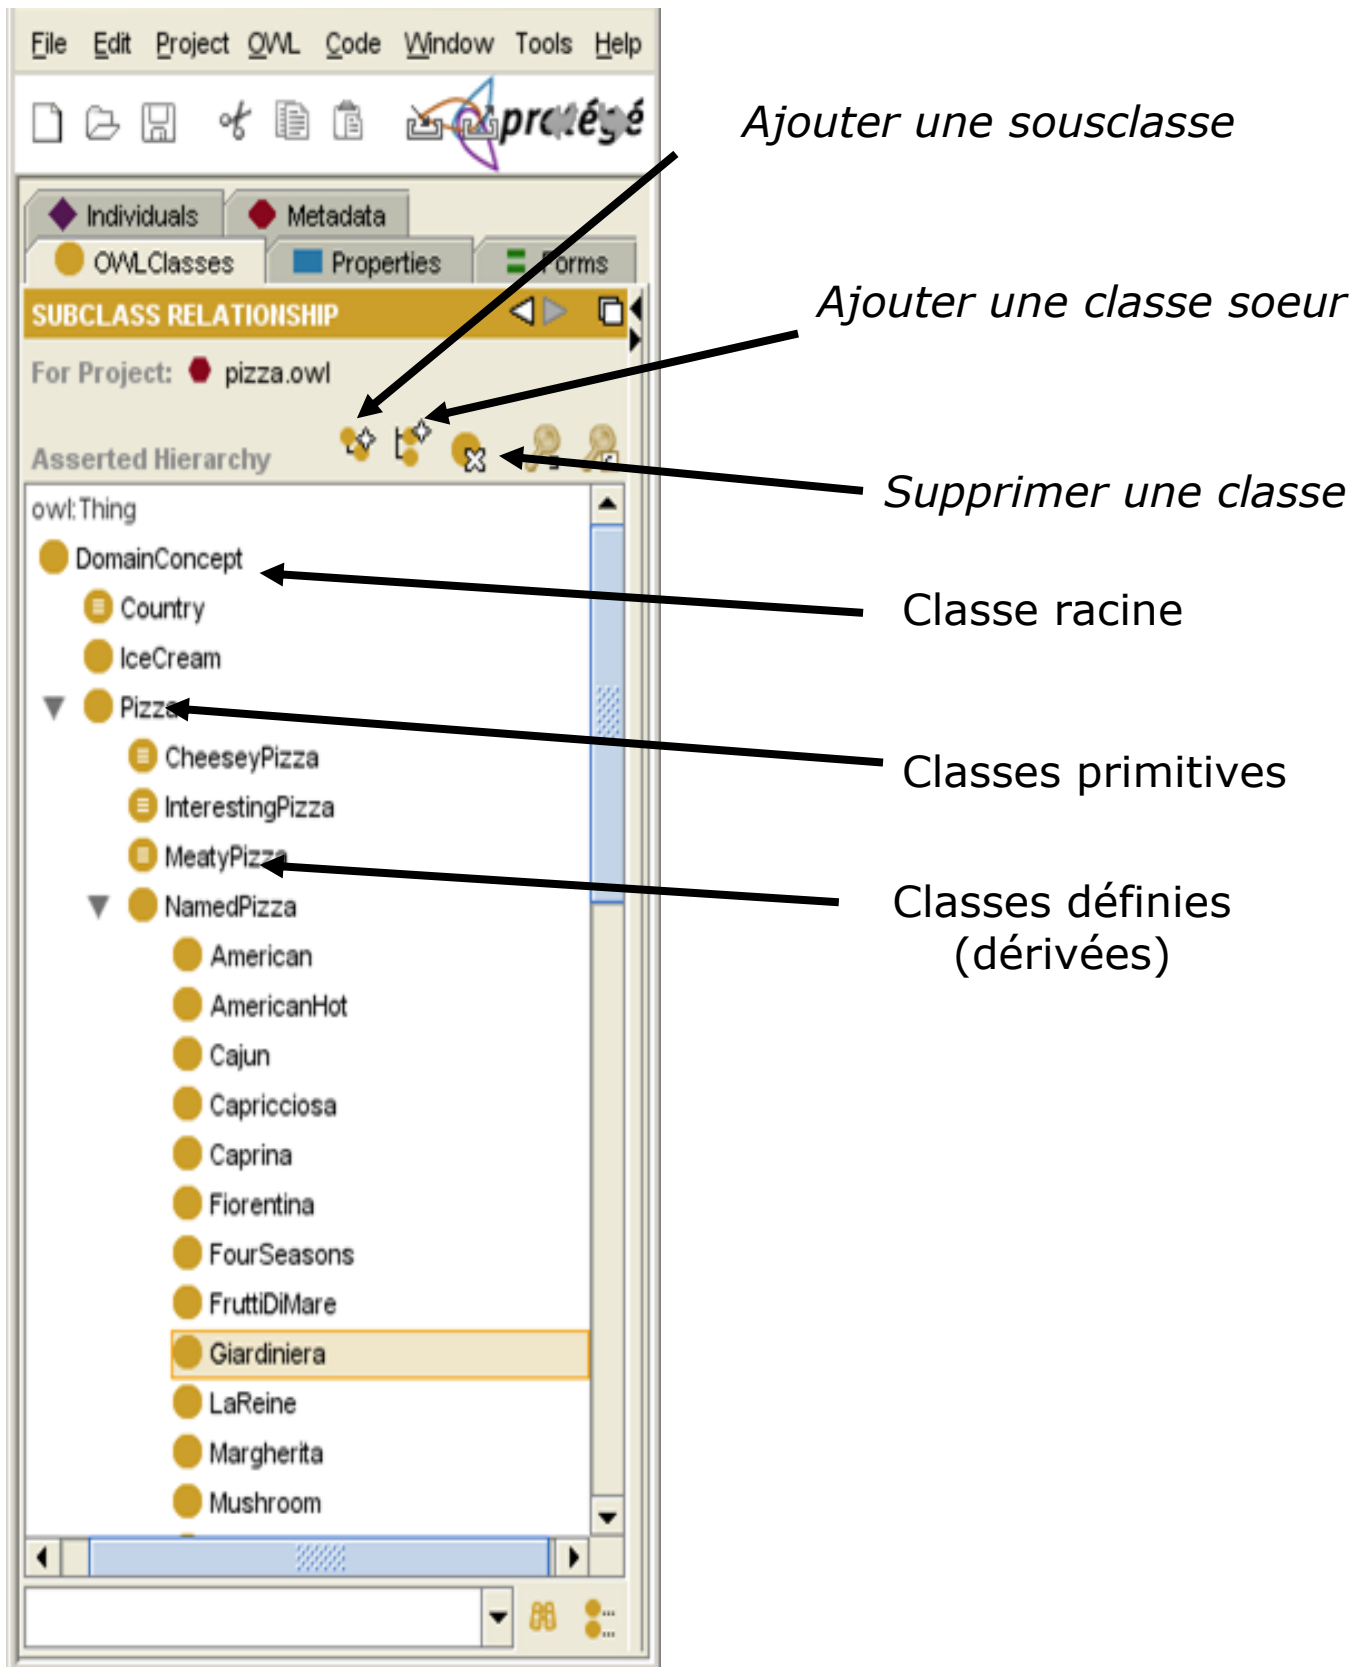 File Edit Project OWL Code Window Tools Help
protégé
Ajouter une sousclasse
Individuals Metadata
OWLClasses Properties Forms
SUBCLASS RELATIONSHIP
Ajouter une classe soeur
For Project: pizza.owl
Asserted Hierarchy
Supprimer une classe
owl:Thing
DomainConcept
Country
Classe racine
IceCream
Pizza
CheeseyPizza
Classes primitives
InterestingPizza
MeatyPizza
NamedPizza
Classes définies
(dérivées)
American
AmericanHot
Cajun
Capricciosa
Caprina
Fiorentina
FourSeasons
FruttiDiMare
Giardiniera
LaReine
Margherita
Mushroom